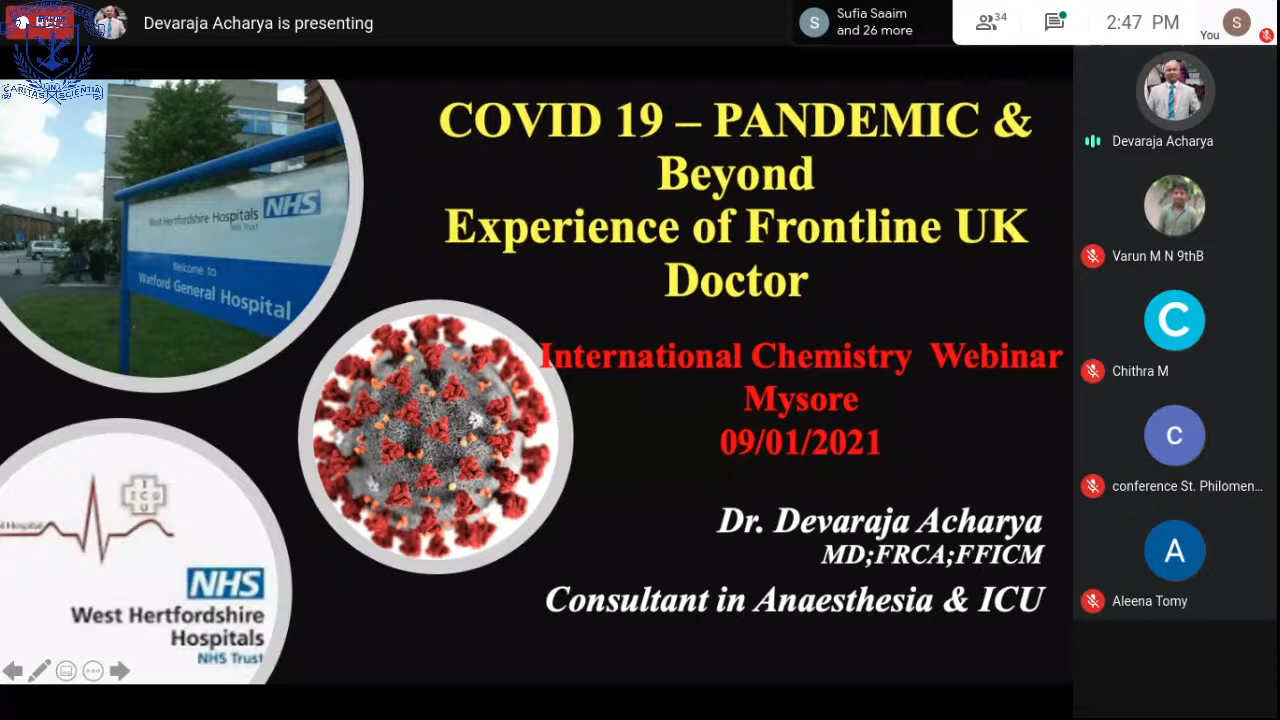 Devaraja Acharya is presenting
S
Sufia Saaim
and 26 more
34
2:47 PM
You
S
CARITAS
SCIENTIA
West Hertfordshire Hospitals NHS
NHS Trust
Welcome to
Watford General Hospital
COVID 19 – PANDEMIC &
Beyond
Experience of Frontline UK
Doctor
International Chemistry Webinar
Mysore
09/01/2021
Dr. Devaraja Acharya
MD;FRCA;FFICM
Consultant in Anaesthesia & ICU
I
I C U
U
Hospital
NHS
West Hertfordshire
Hospitals
NHS Trust
Devaraja Acharya
Varun M N 9thB
C
Chithra M
C
conference St. Philomen...
A
Aleena Tomy